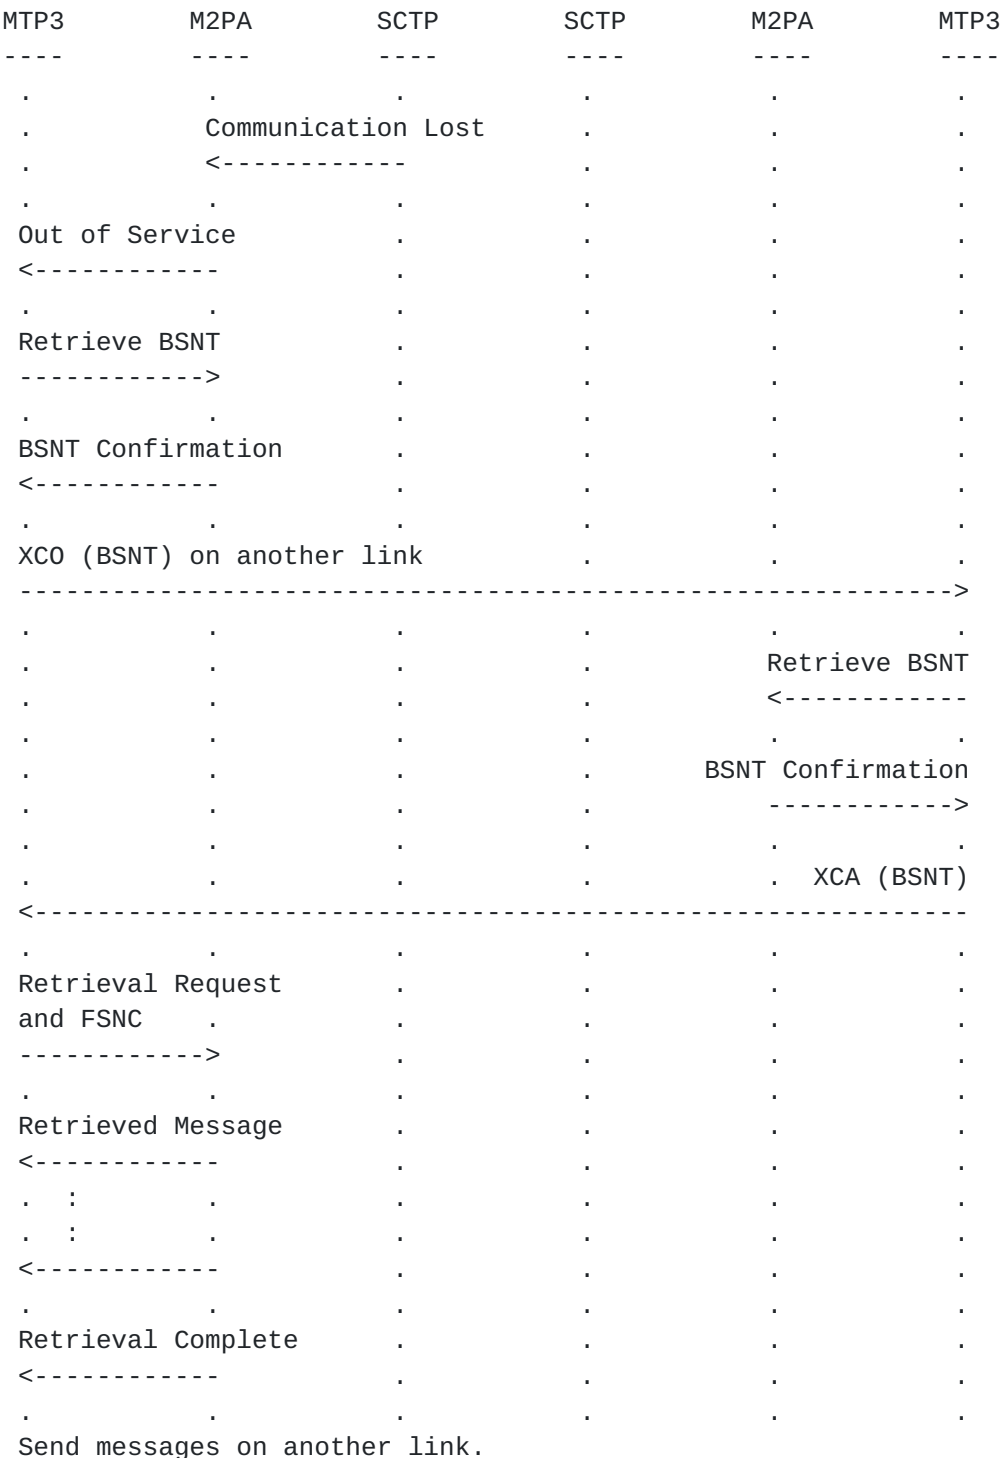 MTP3        M2PA        SCTP        SCTP        M2PA        MTP3
----        ----        ----        ----        ----        ----
 .           .           .           .           .           .
 .           Communication Lost      .           .           .
 .           <------------           .           .           .
 .           .           .           .           .           .
 Out of Service          .           .           .           .
 <------------           .           .           .           .
 .           .           .           .           .           .
 Retrieve BSNT           .           .           .           .
 ------------>           .           .           .           .
 .           .           .           .           .           .
 BSNT Confirmation       .           .           .           .
 <------------           .           .           .           .
 .           .           .           .           .           .
 XCO (BSNT) on another link          .           .           .
 ------------------------------------------------------------>
 .           .           .           .           .           .
 .           .           .           .           Retrieve BSNT
 .           .           .           .           <------------
 .           .           .           .           .           .
 .           .           .           .       BSNT Confirmation
 .           .           .           .           ------------>
 .           .           .           .           .           .
 .           .           .           .           .  XCA (BSNT)
 <------------------------------------------------------------
 .           .           .           .           .           .
 Retrieval Request       .           .           .           .
 and FSNC    .           .           .           .           .
 ------------>           .           .           .           .
 .           .           .           .           .           .
 Retrieved Message       .           .           .           .
 <------------           .           .           .           .
 .  :        .           .           .           .           .
 .  :        .           .           .           .           .
 <------------           .           .           .           .
 .           .           .           .           .           .
 Retrieval Complete      .           .           .           .
 <------------           .           .           .           .
 .           .           .           .           .           .
 Send messages on another link.